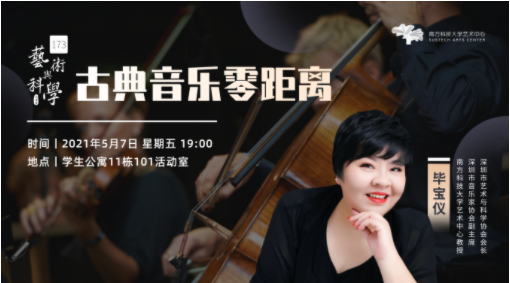 173
藝術
與
科學
南方科技大学艺术中心
SUSTECH ARTS CENTER
古典音乐零距离
时间 | 2021年5月7日 星期五 19:00
地点 | 学生公寓11栋101活动室
毕宝仪
深圳市艺术与科学协会会长
深圳市音乐家协会副主席
南方科技大学艺术中心教授